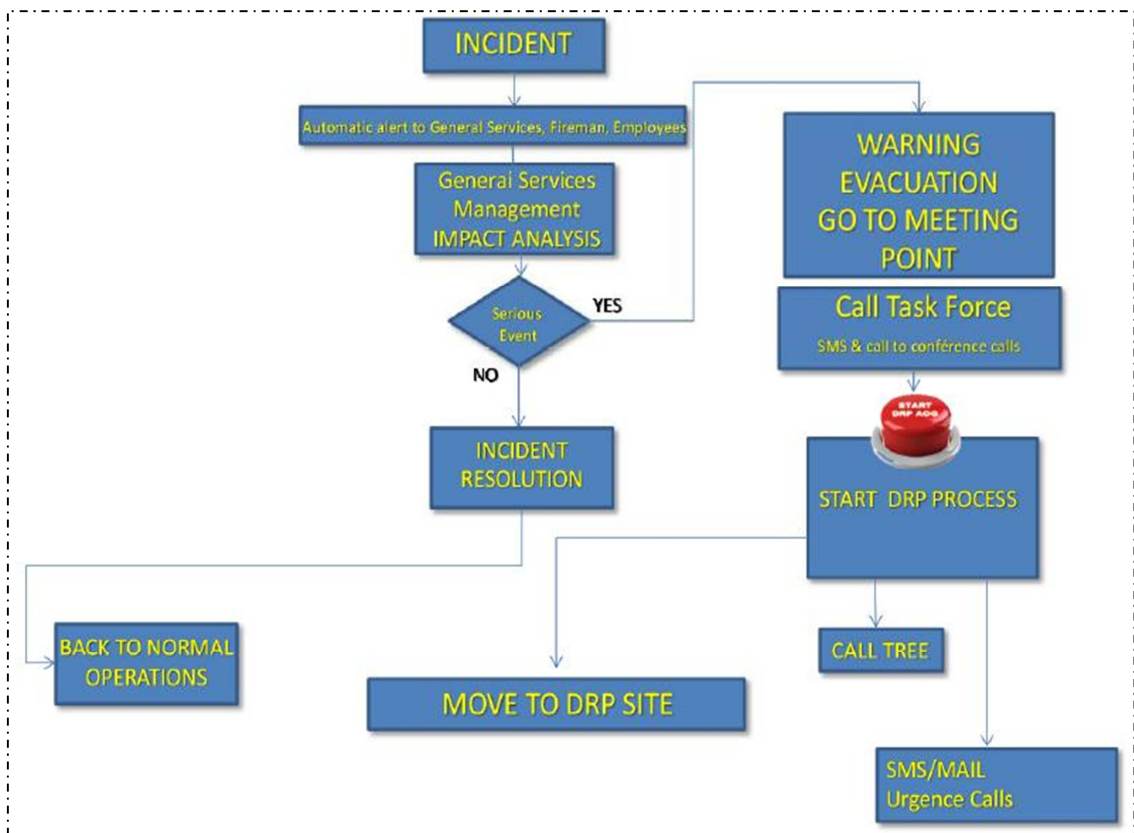 INCIDENT
Automatic alert to General Services, Fireman, Employees
General Services
Management
IMPACT ANALYSIS
Serious
Event
YES
NO
INCIDENT
RESOLUTION
BACK TO NORMAL
OPERATIONS
WARNING
EVACUATION
GO TO MEETING
POINT
Call Task Force
SMS & call to conférence calls
START
DRP AOG
START DRP PROCESS
MOVE TO DRP SITE
CALL TREE
SMS/MAIL
Urgence Calls